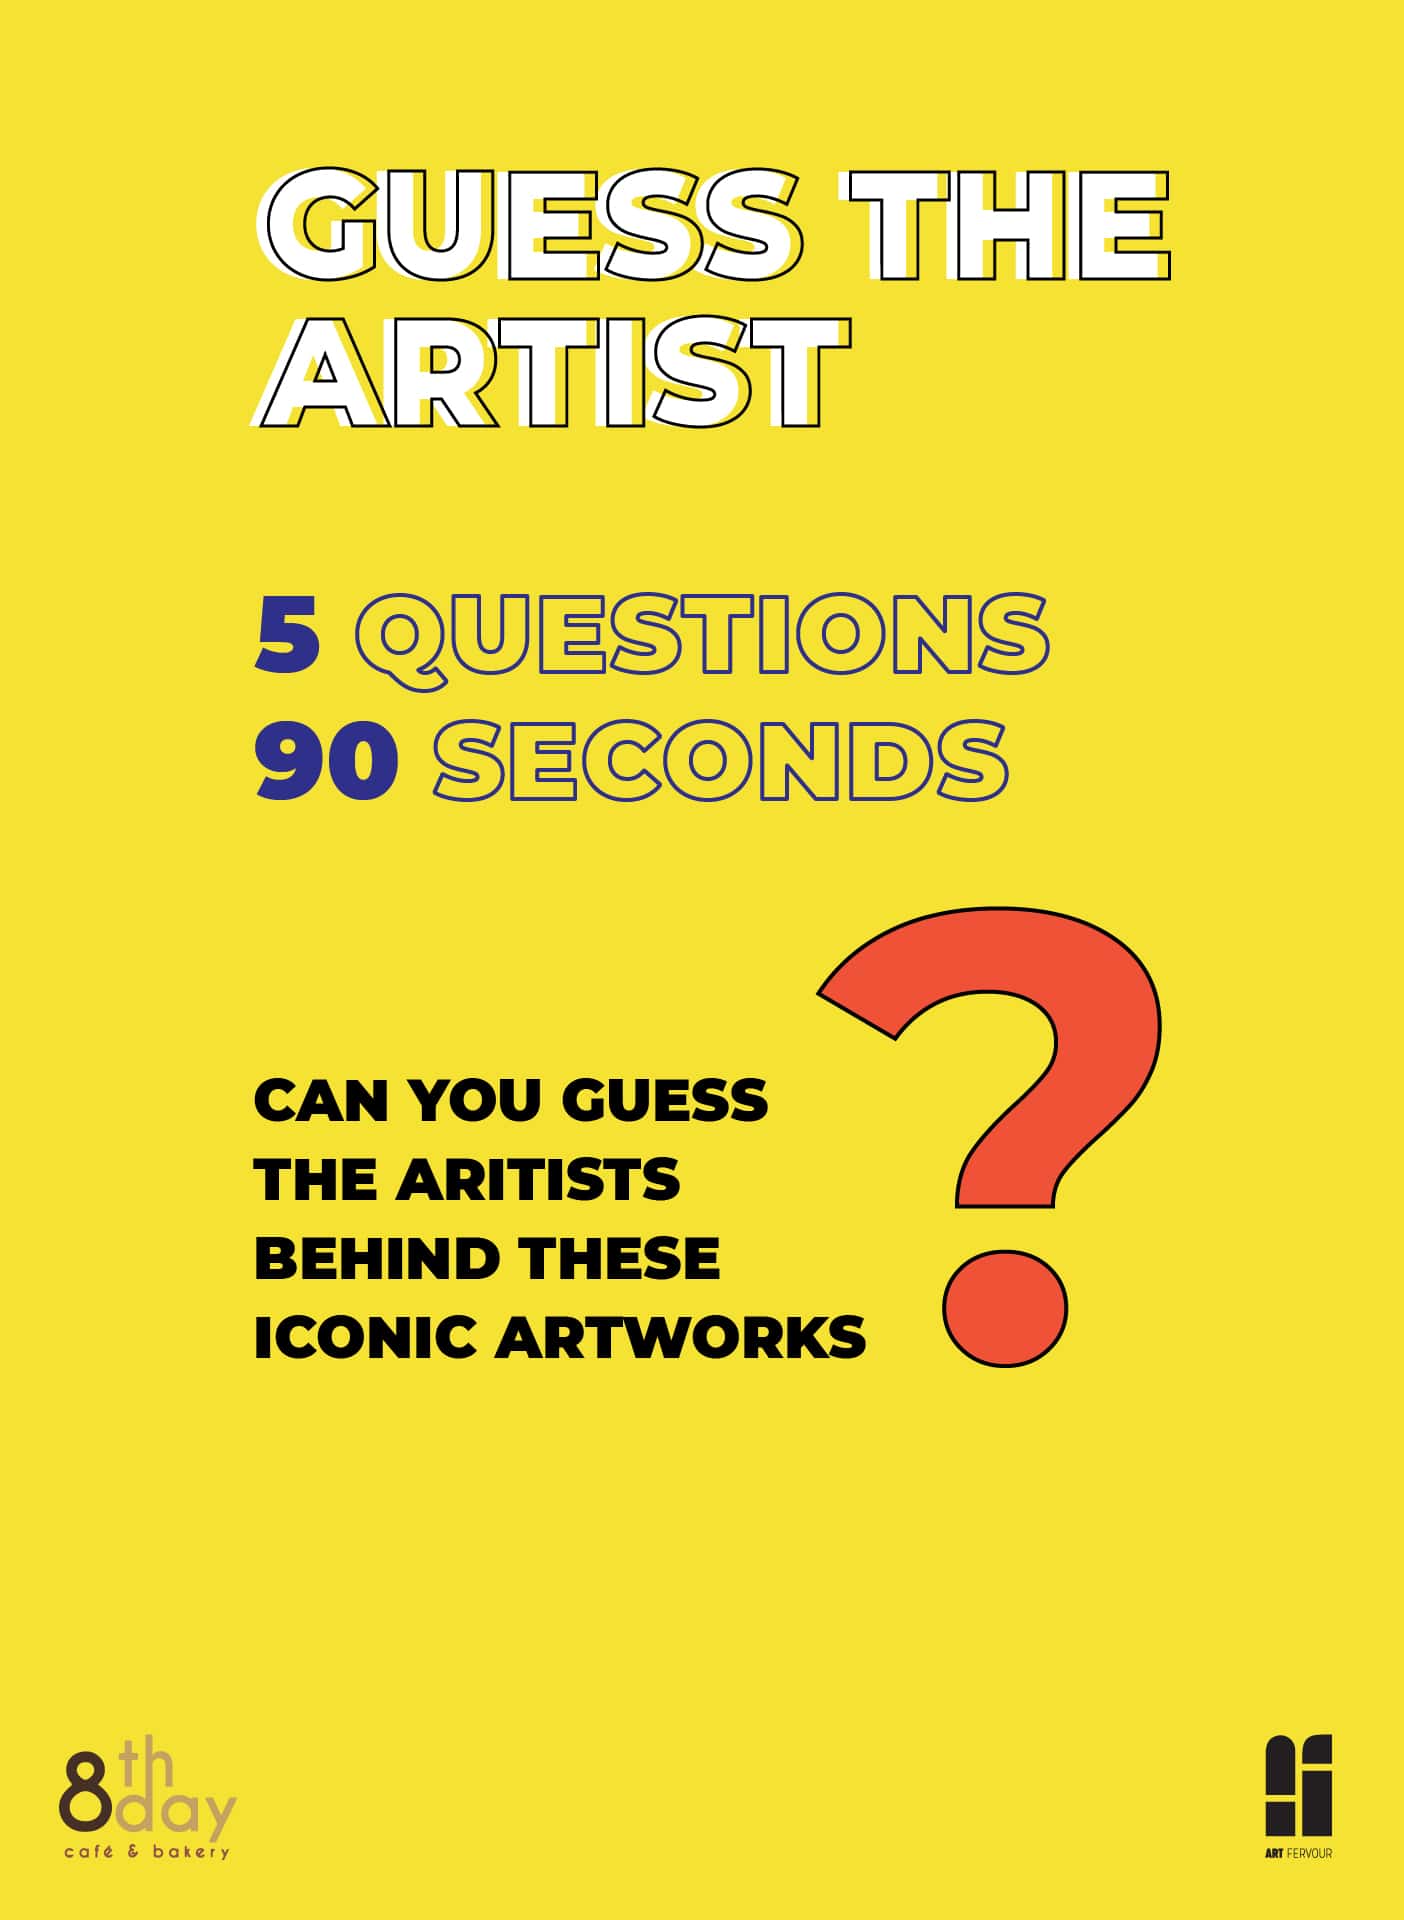 GUESS THE
ARTIST
5 QUESTIONS
90 SECONDS
CAN YOU GUESS
THE ARITISTS
BEHIND THESE
ICONIC ARTWORKS
?
8th day
café & bakery
ART FERVOUR